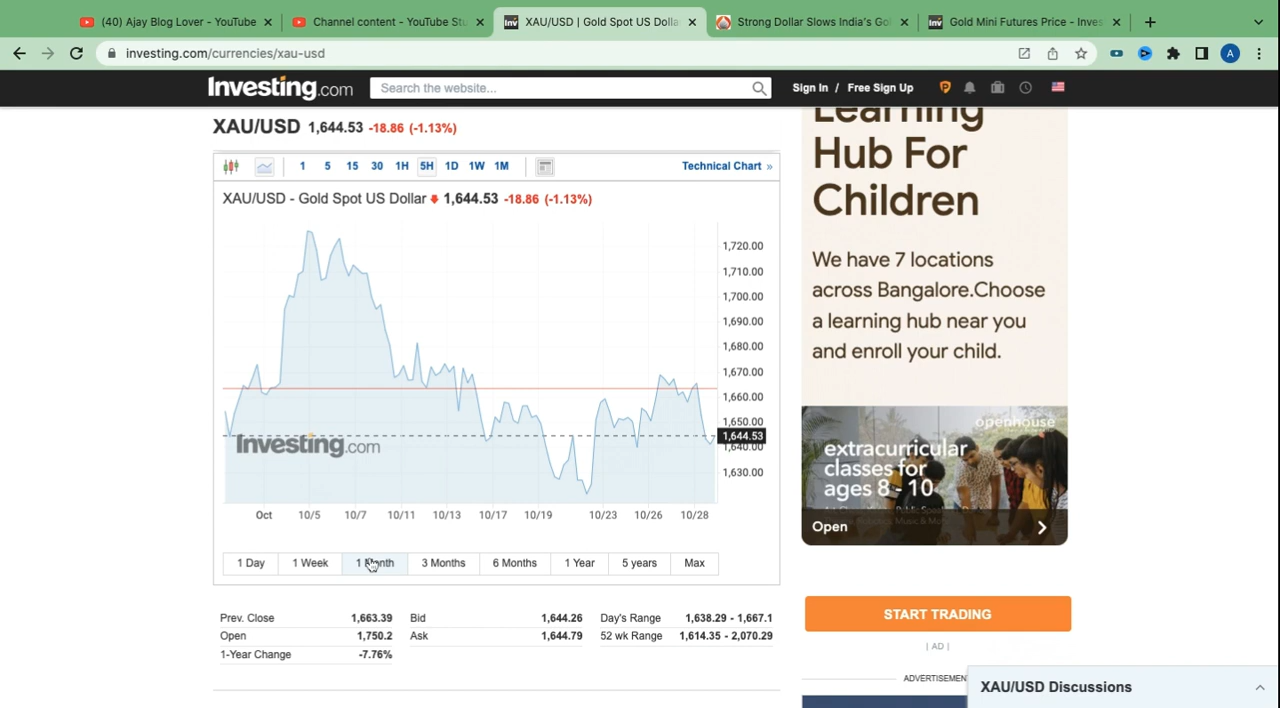 (40) Ajay Blog Lover - YouTube
Channel content - YouTube Stu
XAU/USD | Gold Spot US Dolla
Strong Dollar Slows India's Go
Gold Mini Futures Price - Inves
investing.com/currencies/xau-usd
A
Investing.com
Search the website...
Sign In / Free Sign Up
XAU/USD 1,644.53 -18.86 (-1.13%)
1 5 15 30 1H 5H 1D 1W 1M
Technical Chart »
XAU/USD - Gold Spot US Dollar 1,644.53 -18.86 (-1.13%)
1,720.00
1,710.00
1,700.00
1,690.00
1,680.00
1,670.00
1,660.00
1,650.00
1,644.53
1,640.00
1,630.00
Investing.com
Oct 10/5 10/7 10/11 10/13 10/17 10/19 10/23 10/26 10/28
1 Day 1 Week 1 Month 3 Months 6 Months 1 Year 5 years Max
Prev. Close 1,663.39 Bid 1,644.26 Day's Range 1,638.29 - 1,667.1
Open 1,750.2 Ask 1,644.79 52 wk Range 1,614.35 - 2,070.29
1-Year Change -7.76%
Learning
Hub For
Children
We have 7 locations
across Bangalore.Choose
a learning hub near you
and enroll your child.
openhouse
extracurricular
classes for
ages 8 - 10
Open
START TRADING
| AD |
ADVERTISEMEN
XAU/USD Discussions